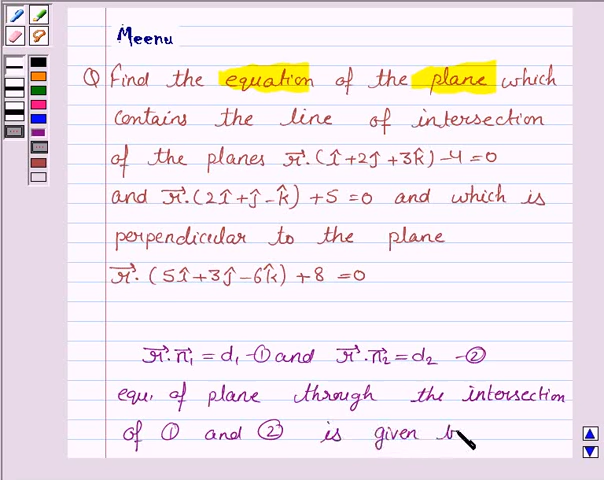 Meenu
Q Find the equation of the plane which
contains the line of intersection
of the planes r⃗.(î+2ĵ+3k̂)-4=0
and r⃗.(2î+ĵ-k̂)+5=0 and which is
perpendicular to the plane
r⃗.(5î+3ĵ-6k̂)+8=0
r⃗.n⃗₁=d₁-① and r⃗.n⃗₂=d₂ -②
equ. of plane through the intersection
of ① and ② is given b